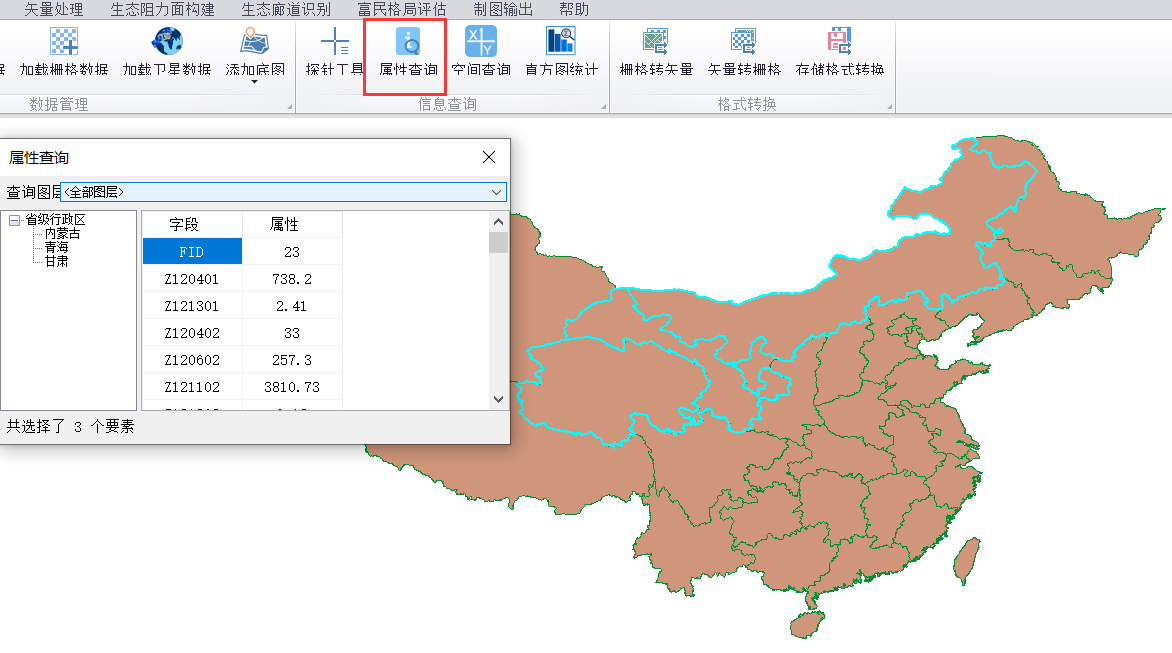 矢量处理 生态阻力面构建 生态廊道识别 富民格局评估 制图输出 帮助
加载栅格数据 加载卫星数据 添加底图 探针工具 属性查询 空间查询 直方图统计 栅格转矢量 矢量转栅格 存储格式转换
数据管理 信息查询 格式转换
属性查询
查询图层 <全部图层>
省级行政区
内蒙古
青海
甘肃
字段 属性
FID 23
Z120401 738.2
Z121301 2.41
Z120402 33
Z120602 257.3
Z121102 3810.73
共选择了 3 个要素